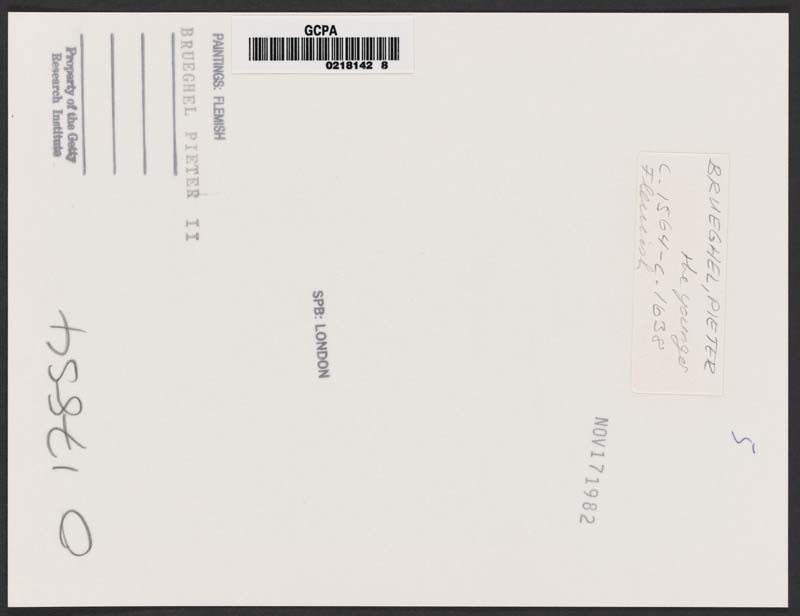 GCPA
0218142 8
PAINTINGS: FLEMISH
BRUEGHEL PIETER II
Property of the Getty
Research Institute
BRUEGHEL, PIETER
the younger
C. 1564-C. 1638
Flemish
SPB: LONDON
NOV 17 1982
5
0